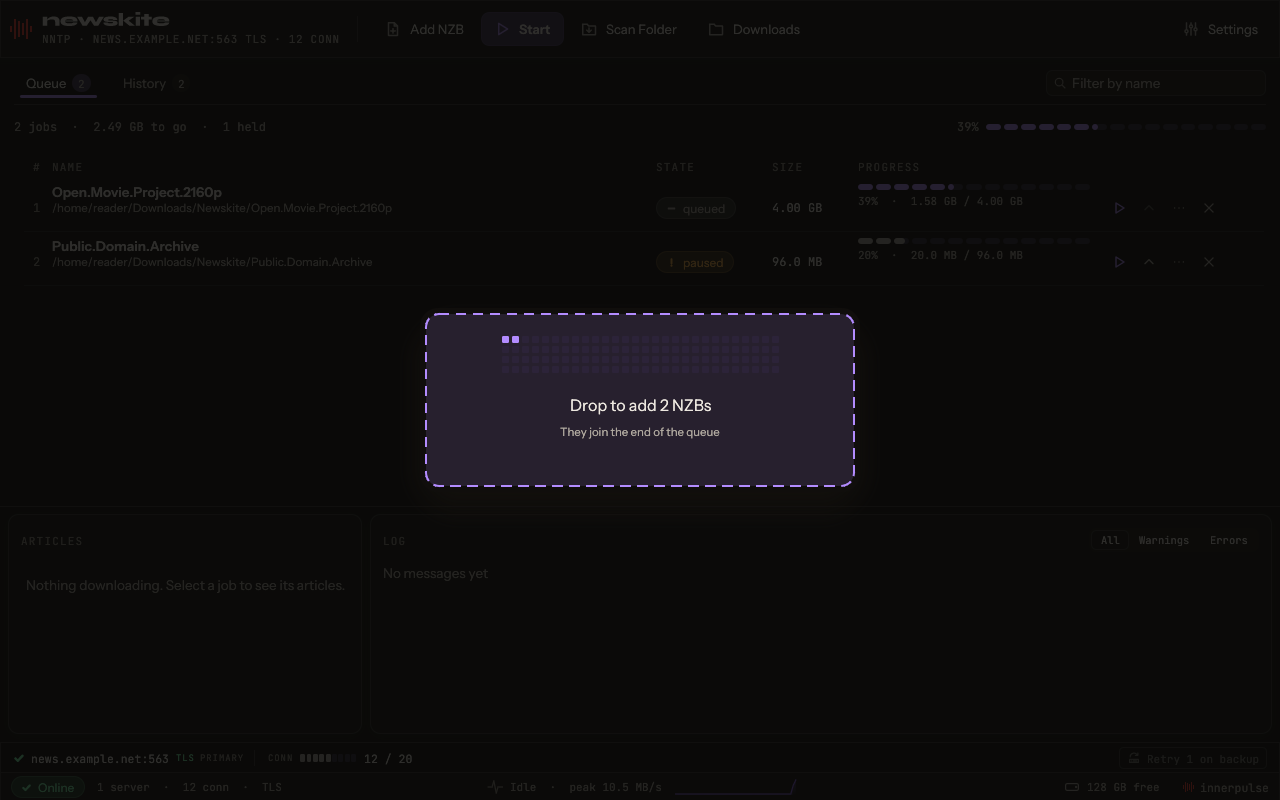 newskite
NNTP · NEWS.EXAMPLE.NET:563 TLS · 12 CONN
Add NZB
Start
Scan Folder
Downloads
Settings
Queue 2
History 2
Filter by name
2 jobs · 2.49 GB to go · 1 held
39%
# NAME STATE SIZE PROGRESS
Open.Movie.Project.2160p
1 /home/reader/Downloads/Newskite/Open.Movie.Project.2160p
queued
4.00 GB
39% · 1.58 GB / 4.00 GB
Public.Domain.Archive
2 /home/reader/Downloads/Newskite/Public.Domain.Archive
paused
96.0 MB
20% · 20.0 MB / 96.0 MB
Drop to add 2 NZBs
They join the end of the queue
ARTICLES
Nothing downloading. Select a job to see its articles.
LOG
All Warnings Errors
No messages yet
news.example.net:563 TLS PRIMARY CONN 12 / 20
Retry 1 on backup
Online 1 server · 12 conn · TLS
Idle · peak 10.5 MB/s
128 GB free
innerpulse